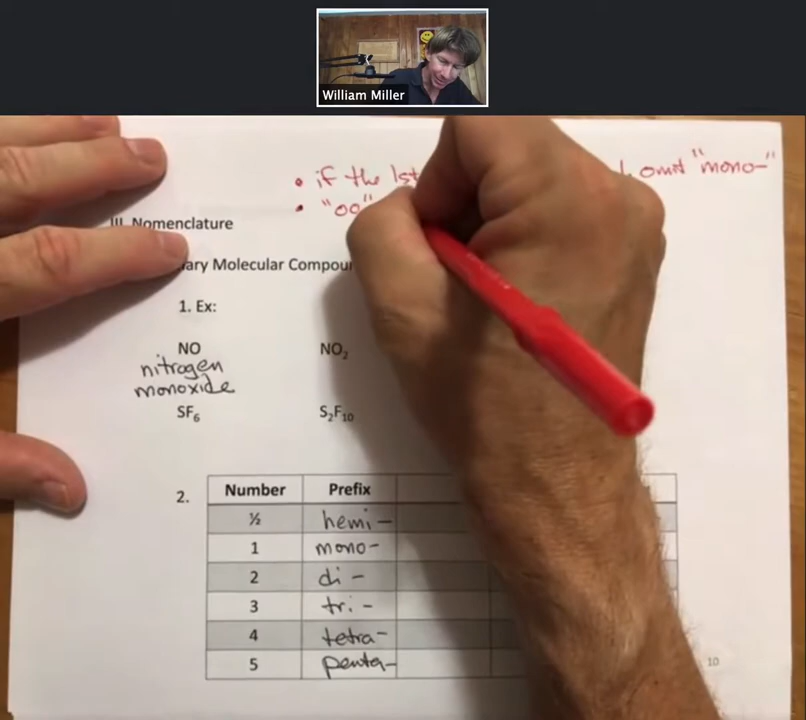 William Miller
• if the 1st omit "mono-"
• "oo"
III. Nomenclature
ary Molecular Compou
1. Ex:
NO NO₂
nitrogen
monoxide
SF₆ S₂F₁₀
2. Number Prefix
½ hemi-
1 mono-
2 di-
3 tri-
4 tetra-
5 penta-
10